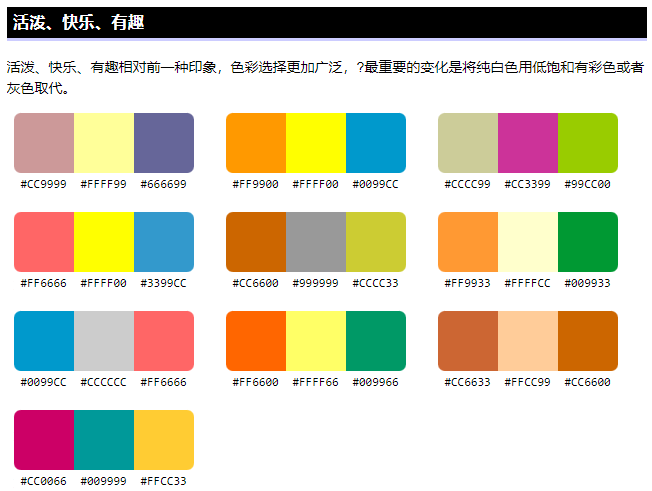 活泼、快乐、有趣
活泼、快乐、有趣相对前一种印象，色彩选择更加广泛，?最重要的变化是将纯白色用低饱和有彩色或者
灰色取代。
#CC9999 #FFFF99 #666699 #FF9900 #FFFF00 #0099CC #CCCC99 #CC3399 #99CC00
#FF6666 #FFFF00 #3399CC #CC6600 #999999 #CCCC33 #FF9933 #FFFFCC #009933
#0099CC #CCCCCC #FF6666 #FF6600 #FFFF66 #009966 #CC6633 #FFCC99 #CC6600
#CC0066 #009999 #FFCC33